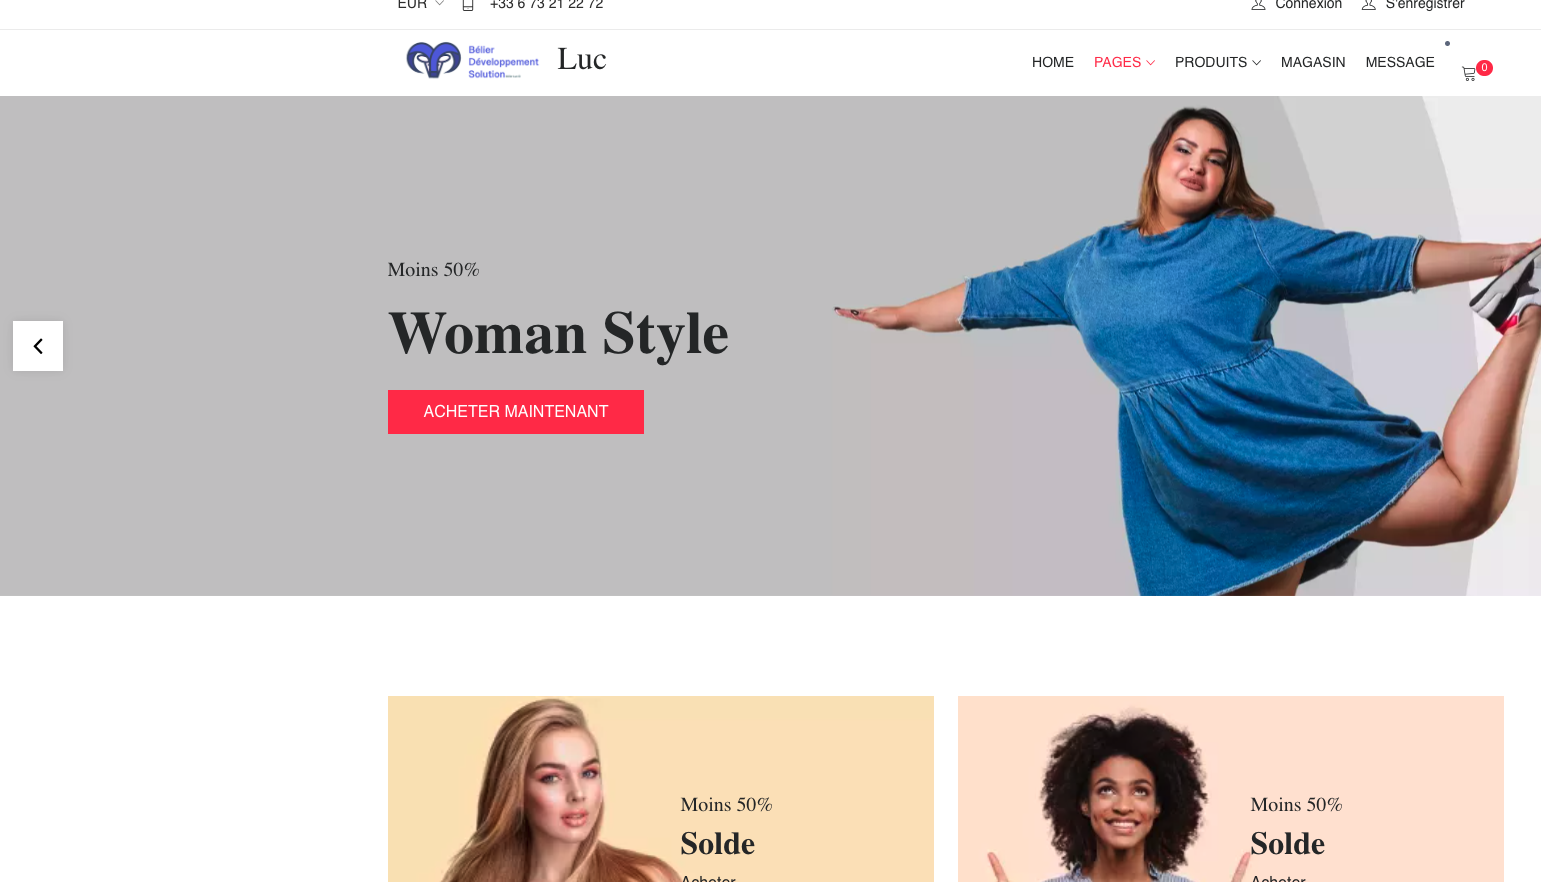 EUR +33 6 73 21 22 72 Connexion S'enregistrer
Bélier
Développement
Solution
Luc
HOME PAGES PRODUITS MAGASIN MESSAGE 0
Moins 50%
Woman Style
ACHETER MAINTENANT
Moins 50%
Solde
Acheter
Moins 50%
Solde
Acheter